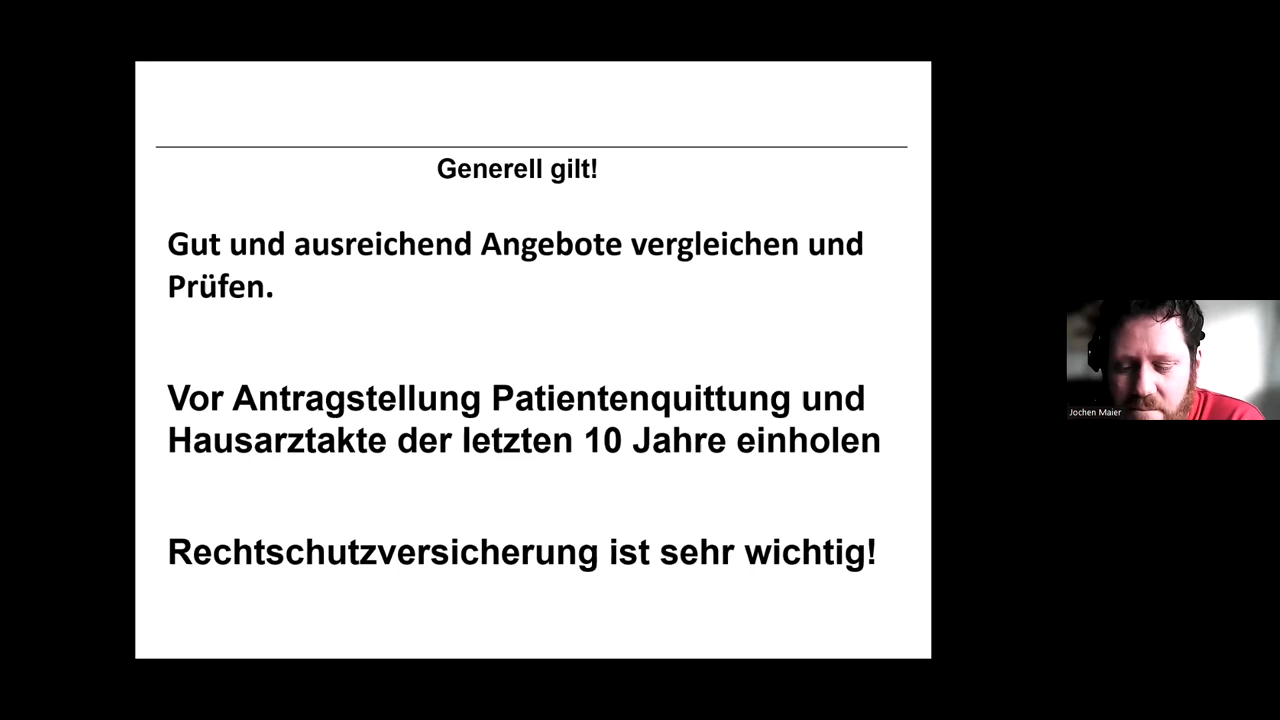 Generell gilt!
Gut und ausreichend Angebote vergleichen und
Prüfen.
Vor Antragstellung Patientenquittung und
Hausarztakte der letzten 10 Jahre einholen
Rechtschutzversicherung ist sehr wichtig!
Jochen Maier